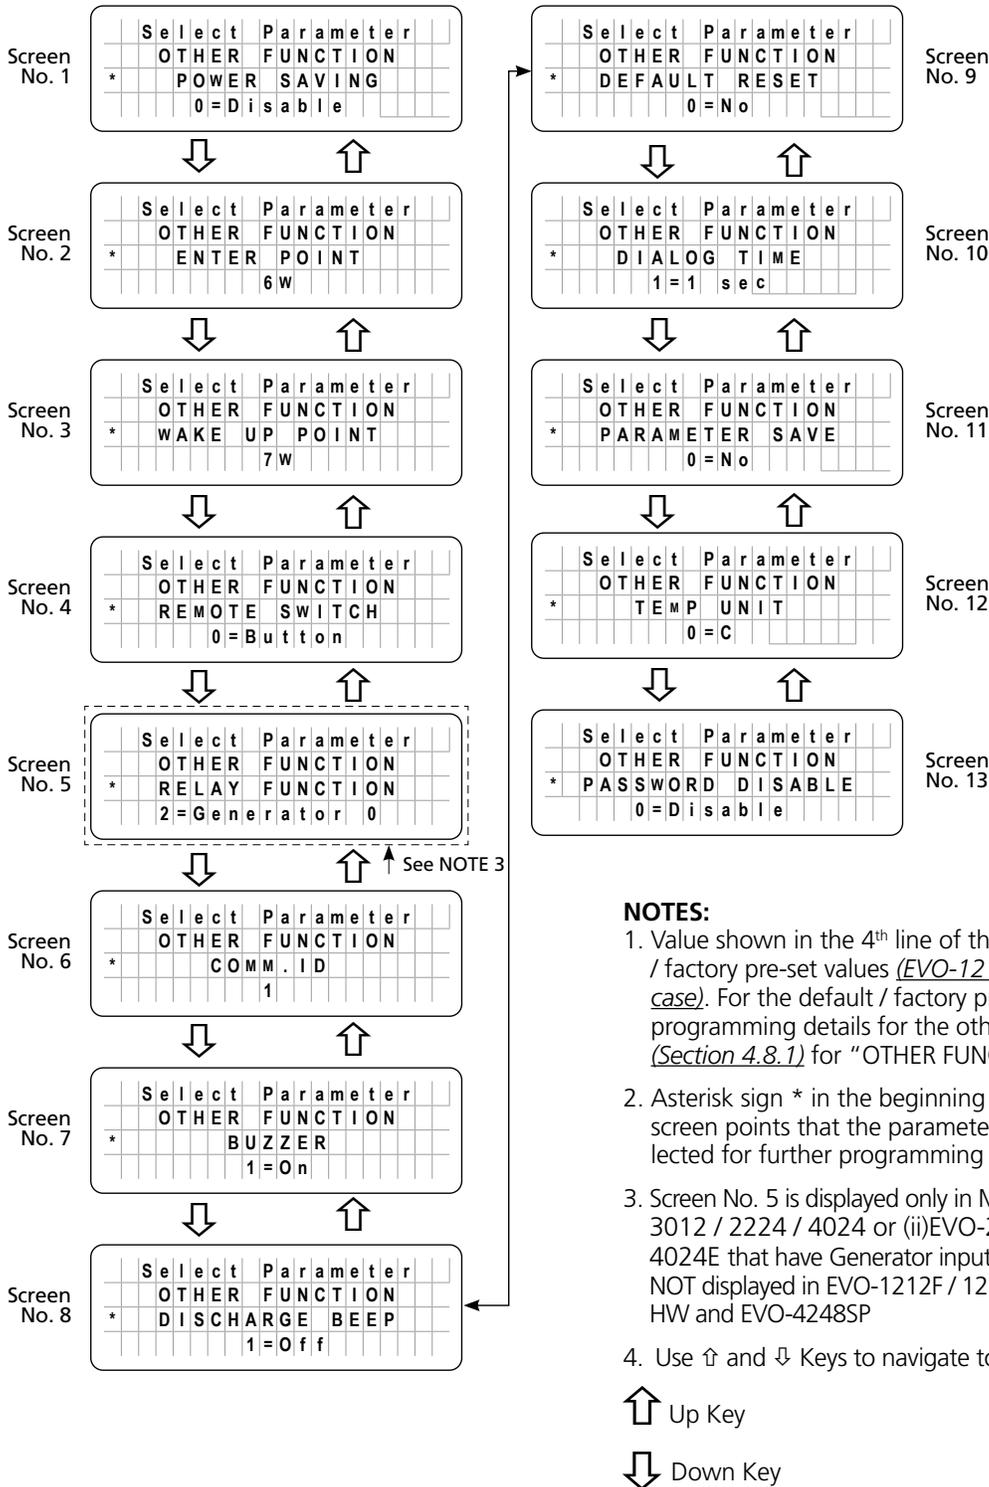 Screen
No. 1
Select Parameter
OTHER FUNCTION
* POWER SAVING
0=Disable
Screen
No. 2
Select Parameter
OTHER FUNCTION
* ENTER POINT
6W
Screen
No. 3
Select Parameter
OTHER FUNCTION
* WAKE UP POINT
7W
Screen
No. 4
Select Parameter
OTHER FUNCTION
* REMOTE SWITCH
0=Button
Screen
No. 5
Select Parameter
OTHER FUNCTION
* RELAY FUNCTION
2=Generator 0
See NOTE 3
Screen
No. 6
Select Parameter
OTHER FUNCTION
* COMM.ID
1
Screen
No. 7
Select Parameter
OTHER FUNCTION
* BUZZER
1=On
Screen
No. 8
Select Parameter
OTHER FUNCTION
* DISCHARGE BEEP
1=Off
Select Parameter
OTHER FUNCTION
* DEFAULT RESET
0=No
Screen
No. 9
Select Parameter
OTHER FUNCTION
* DIALOG TIME
1=1 sec
Screen
No. 10
Select Parameter
OTHER FUNCTION
* PARAMETER SAVE
0=No
Screen
No. 11
Select Parameter
OTHER FUNCTION
* TEMP UNIT
0=C
Screen
No. 12
Select Parameter
OTHER FUNCTION
* PASSWORD DISABLE
0=Disable
Screen
No. 13
NOTES:
1. Value shown in the 4th line of th
/ factory pre-set values (EVO-12
case). For the default / factory p
programming details for the oth
(Section 4.8.1) for “OTHER FUN
2. Asterisk sign * in the beginning
screen points that the paramete
lected for further programming
3. Screen No. 5 is displayed only in
3012 / 2224 / 4024 or (ii)EVO-
4024E that have Generator input
NOT displayed in EVO-1212F / 12
HW and EVO-4248SP
4. Use ⇧ and ⇩ Keys to navigate to
⇧ Up Key
⇩ Down Key